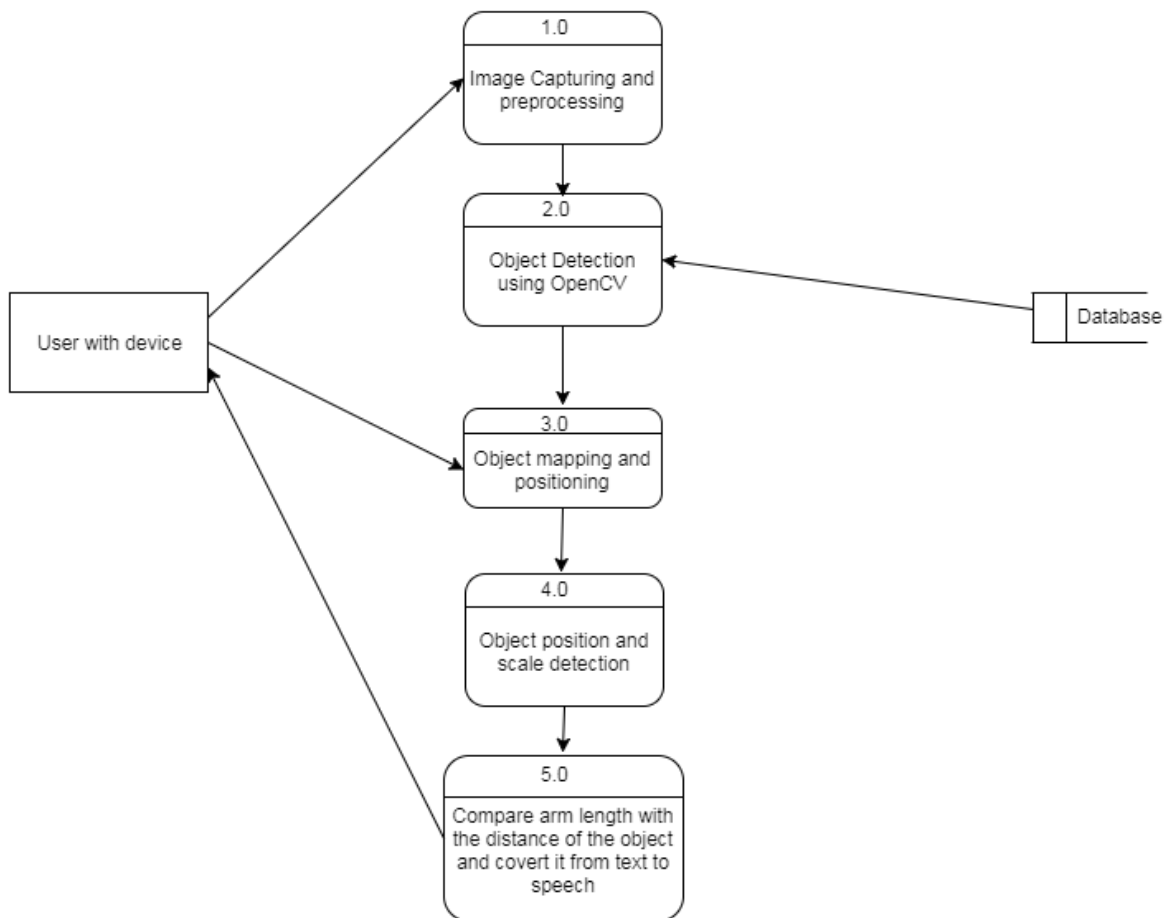 1.0
Image Capturing and
preprocessing
2.0
Object Detection
using OpenCV
User with device
Database
3.0
Object mapping and
positioning
4.0
Object position and
scale detection
5.0
Compare arm length with
the distance of the object
and covert it from text to
speech